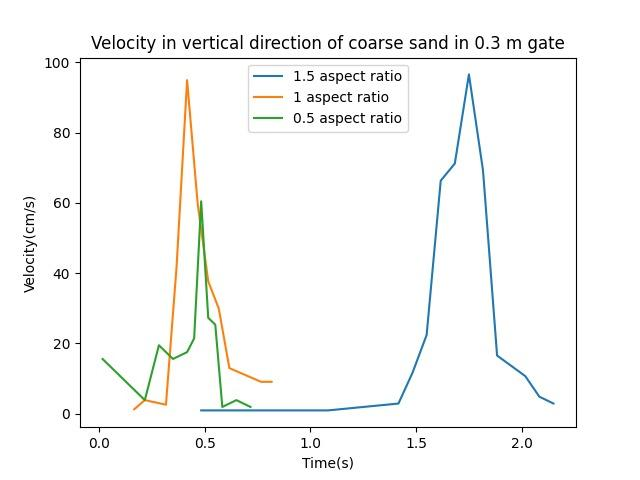 Velocity in vertical direction of coarse sand in 0.3 m gate
1.5 aspect ratio
1 aspect ratio
0.5 aspect ratio
Velocity(cm/s)
100
80
60
40
20
0
0.0 0.5 1.0 1.5 2.0
Time(s)